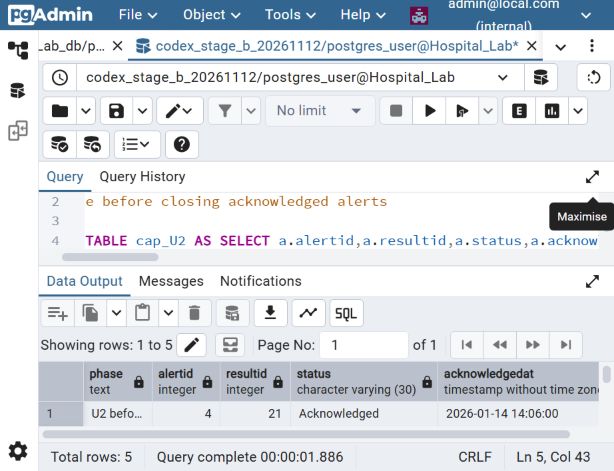 pgAdmin File Object Tools Help admin@local.com
(internal)
_ab_db/p... codex_stage_b_20261112/postgres_user@Hospital_Lab*
codex_stage_b_20261112/postgres_user@Hospital_Lab
No limit
E
Query Query History
2 e before closing acknowledged alerts
3
Maximise
4 TABLE cap_U2 AS SELECT a.alertid,a.resultid,a.status,a.acknow
Data Output Messages Notifications
SQL
Showing rows: 1 to 5 Page No: 1 of 1
phase alertid resultid status acknowledgedat
text integer integer character varying (30) timestamp without time zone
1 U2 befo... 4 21 Acknowledged 2026-01-14 14:06:00
Total rows: 5 Query complete 00:00:01.886 CRLF Ln 5, Col 43